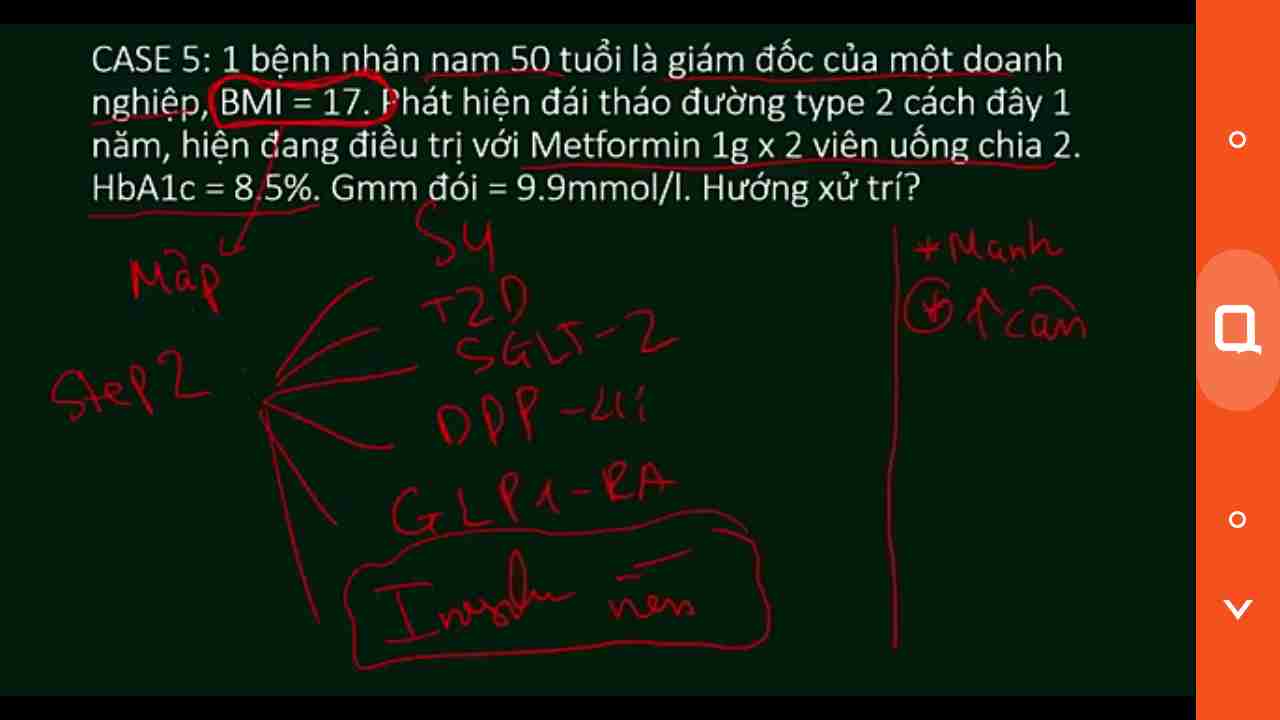 CASE 5: 1 bệnh nhân nam 50 tuổi là giám đốc của một doanh
nghiệp, BMI = 17. Phát hiện đái tháo đường type 2 cách đây 1
năm, hiện đang điều trị với Metformin 1g x 2 viên uống chia 2.
HbA1c = 8.5%. Gmm đói = 9.9mmol/l. Hướng xử trí?
Mập
Step 2
SU
TZD
SGLT-2
DPP-4i
GLP1-RA
Insulin nền
+ Mạnh
* ↑ cân